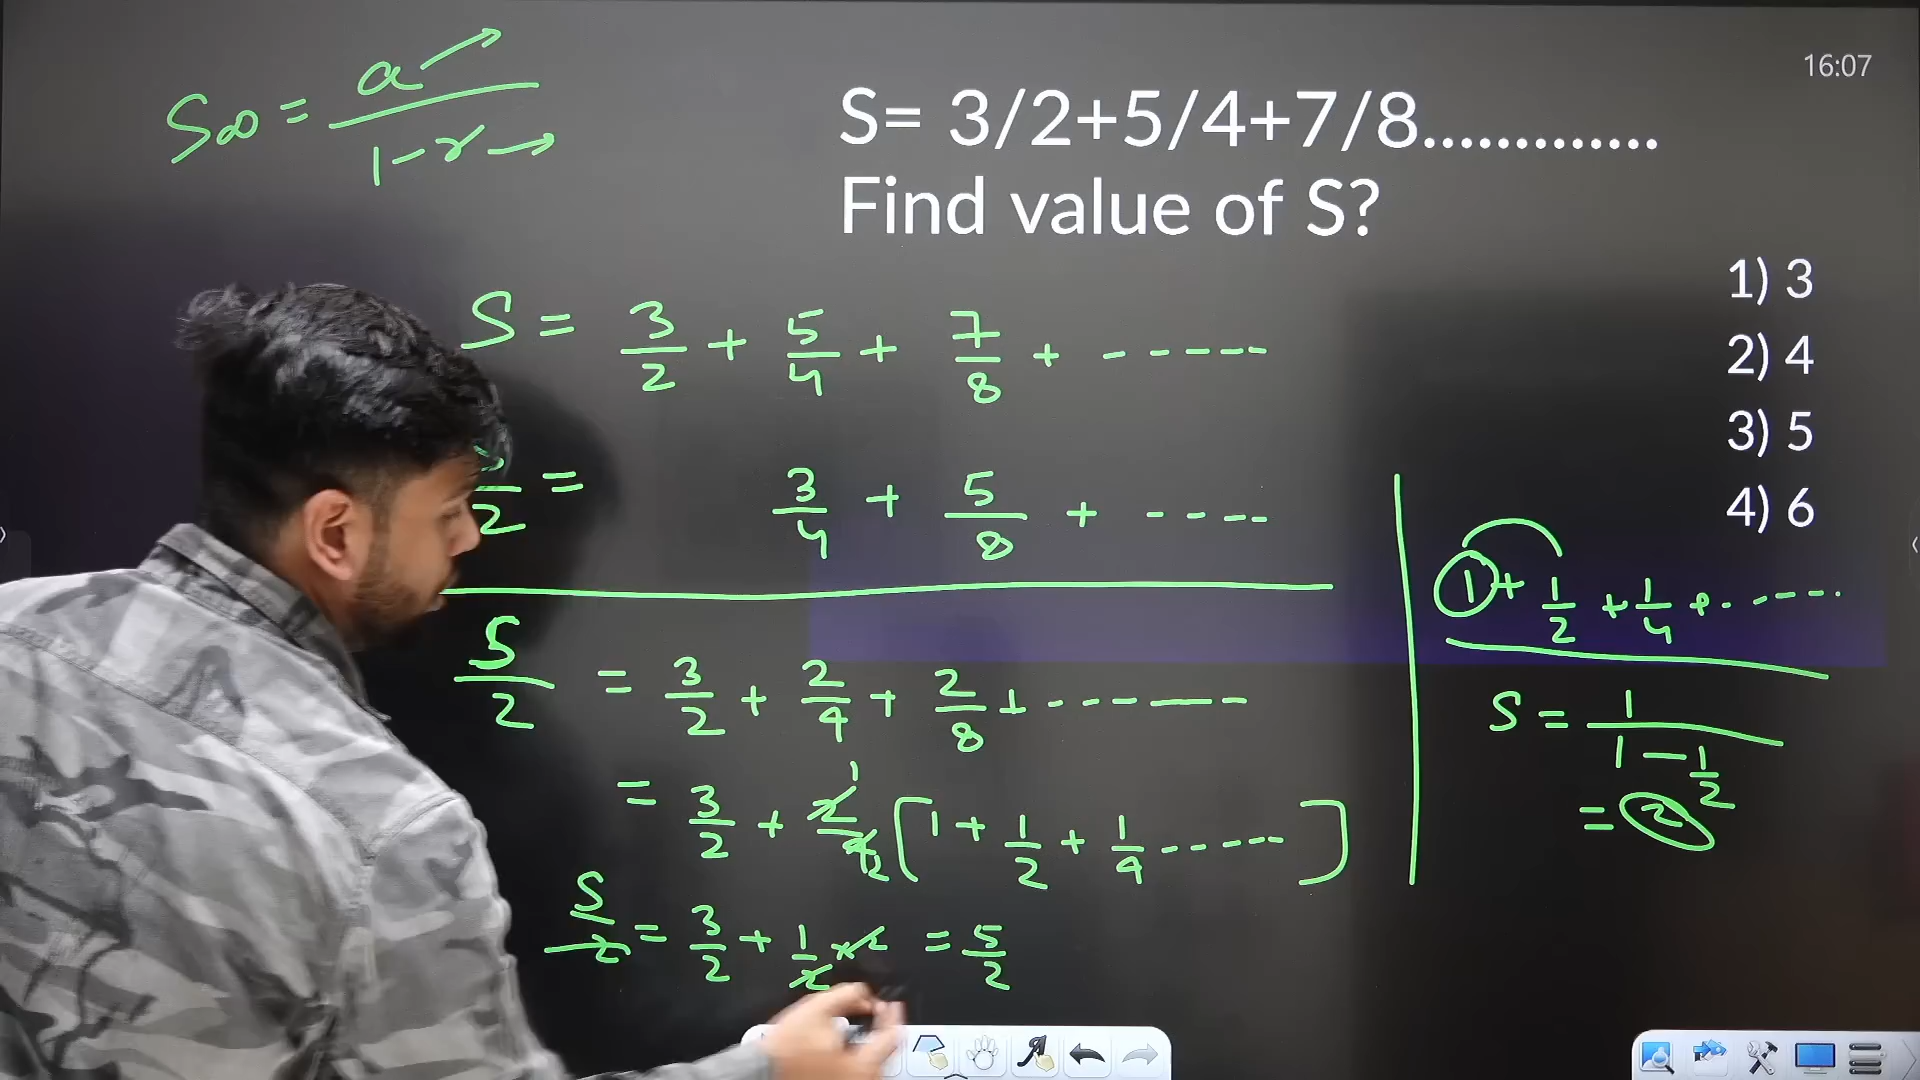 16:07
S∞ = a/1-r
S= 3/2+5/4+7/8.............
Find value of S?
1) 3
2) 4
3) 5
4) 6
S = 3/2 + 5/4 + 7/8 + -----
/2 = 3/4 + 5/8 + ----
S/2 = 3/2 + 2/4 + 2/8 + ------
= 3/2 + 2/4 2 1 [ 1 + 1/2 + 1/4 ----- ]
S/2 = 3/2 + 1/2 × 2 = 5/2
1 + 1/2 + 1/4 + ------
S = 1/1 - 1/2
= 2